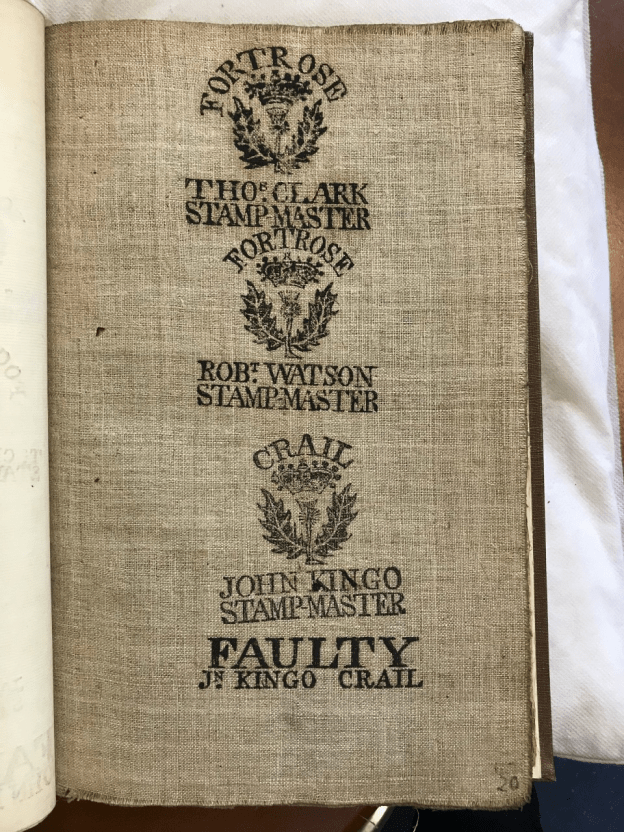 FORTROSE
THOˢ CLARK
STAMP-MASTER
FORTROSE
ROBᵀ WATSON
STAMP-MASTER
CRAIL
JOHN KINGO
STAMP-MASTER
FAULTY
Jᴺ KINGO CRAIL
20